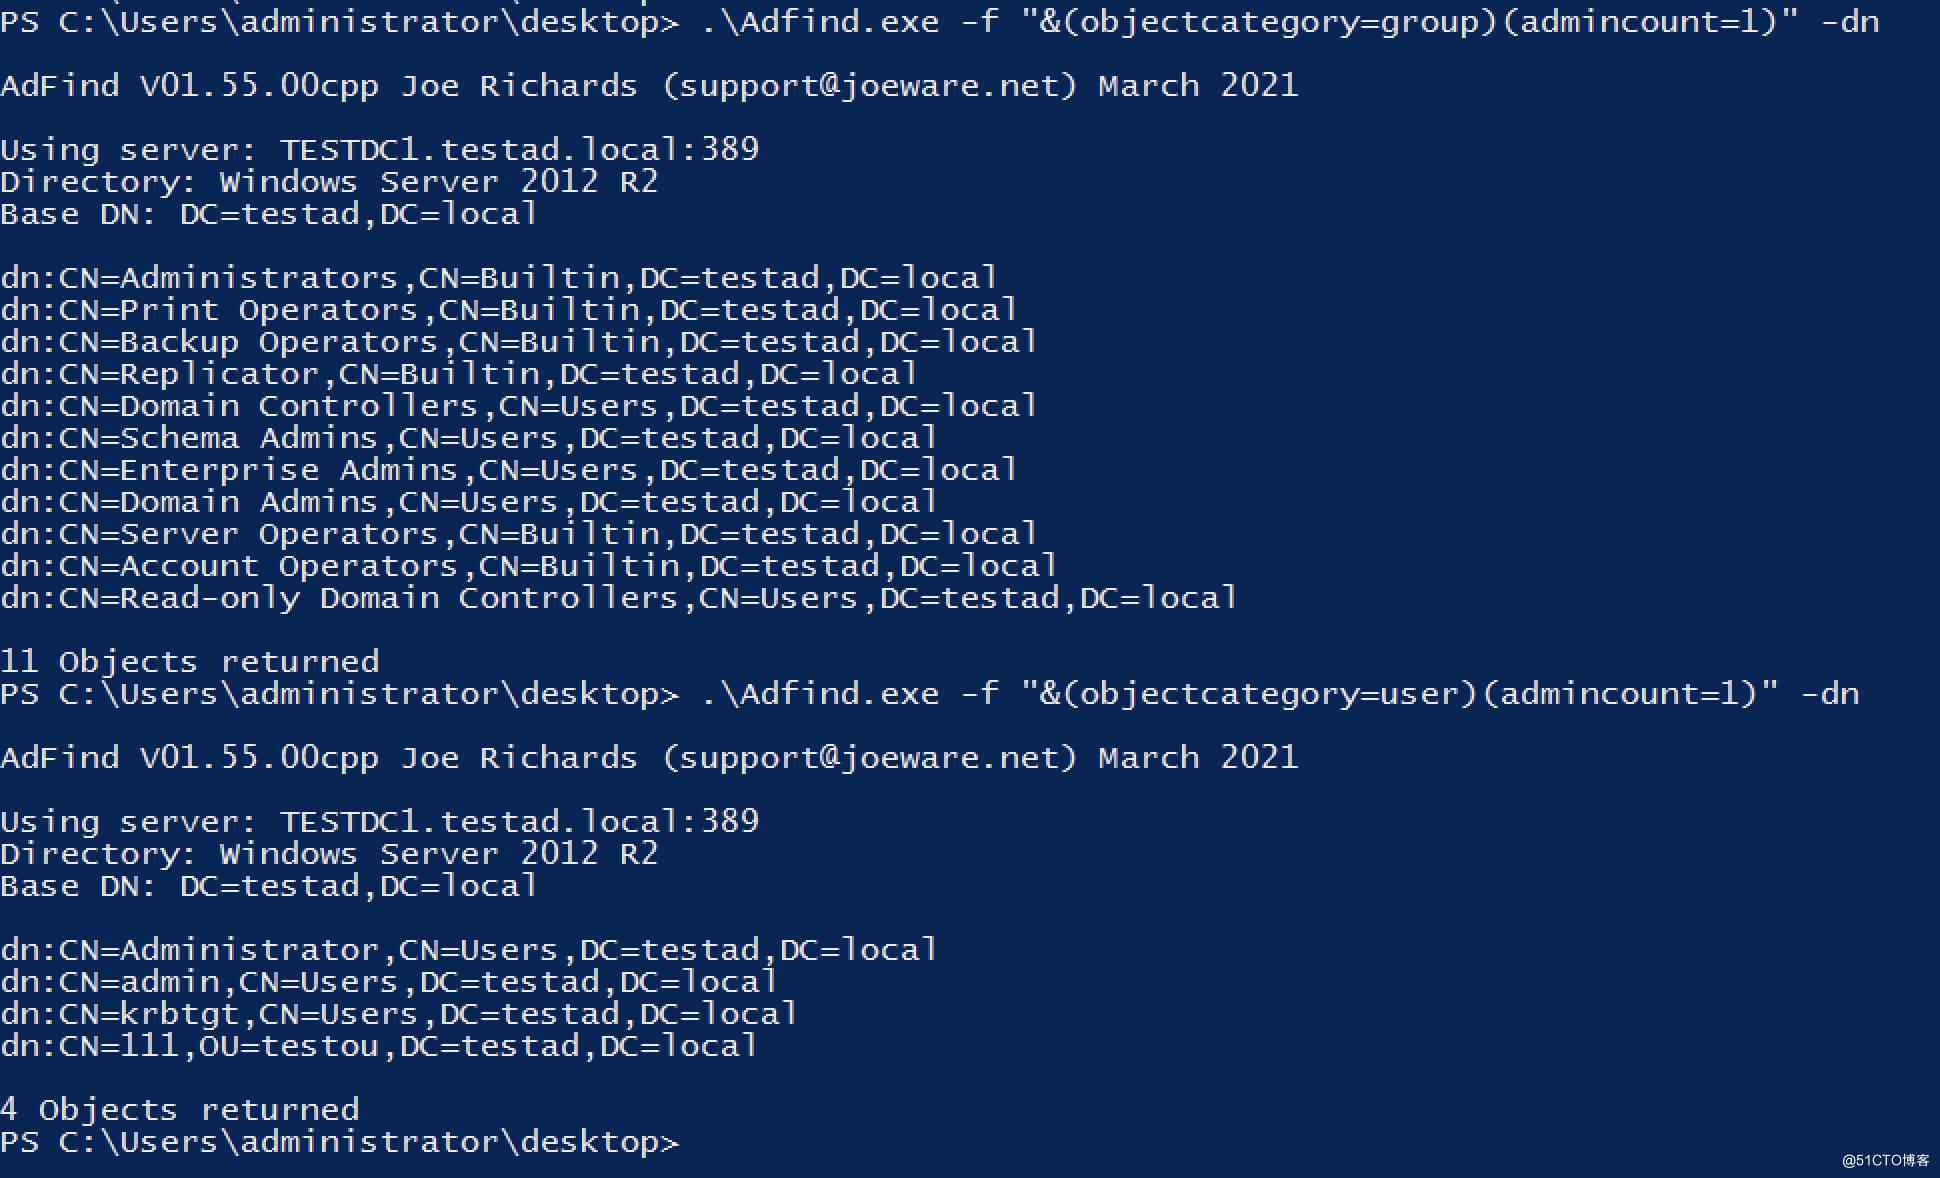 PS C:\Users\administrator\desktop> .\Adfind.exe -f "&(objectcategory=group)(admincount=1)" -dn
AdFind V01.55.00cpp Joe Richards (support@joeware.net) March 2021
Using server: TESTDC1.testad.local:389
Directory: Windows Server 2012 R2
Base DN: DC=testad,DC=local
dn:CN=Administrators,CN=Builtin,DC=testad,DC=local
dn:CN=Print Operators,CN=Builtin,DC=testad,DC=local
dn:CN=Backup Operators,CN=Builtin,DC=testad,DC=local
dn:CN=Replicator,CN=Builtin,DC=testad,DC=local
dn:CN=Domain Controllers,CN=Users,DC=testad,DC=local
dn:CN=Schema Admins,CN=Users,DC=testad,DC=local
dn:CN=Enterprise Admins,CN=Users,DC=testad,DC=local
dn:CN=Domain Admins,CN=Users,DC=testad,DC=local
dn:CN=Server Operators,CN=Builtin,DC=testad,DC=local
dn:CN=Account Operators,CN=Builtin,DC=testad,DC=local
dn:CN=Read-only Domain Controllers,CN=Users,DC=testad,DC=local
11 Objects returned
PS C:\Users\administrator\desktop> .\Adfind.exe -f "&(objectcategory=user)(admincount=1)" -dn
AdFind V01.55.00cpp Joe Richards (support@joeware.net) March 2021
Using server: TESTDC1.testad.local:389
Directory: Windows Server 2012 R2
Base DN: DC=testad,DC=local
dn:CN=Administrator,CN=Users,DC=testad,DC=local
dn:CN=admin,CN=Users,DC=testad,DC=local
dn:CN=krbtgt,CN=Users,DC=testad,DC=local
dn:CN=111,OU=testou,DC=testad,DC=local
4 Objects returned
PS C:\Users\administrator\desktop>
@51CTO博客